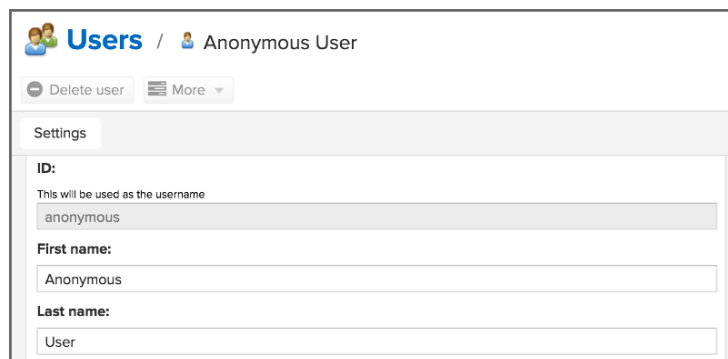 Users / Anonymous User
Delete user More
Settings
ID:
This will be used as the username
anonymous
First name:
Anonymous
Last name:
User